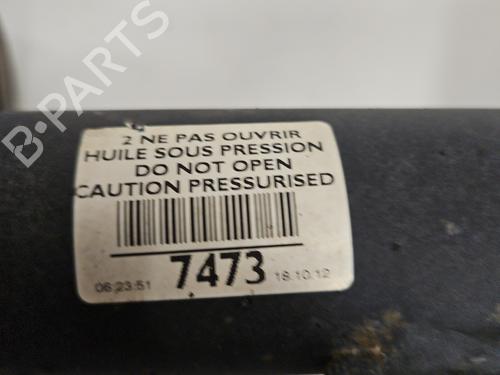 2 NE PAS OUVRIR
HUILE SOUS PRESSION
DO NOT OPEN
CAUTION PRESSURISED
06:23:51 7473 18.10.12
B-PARTS